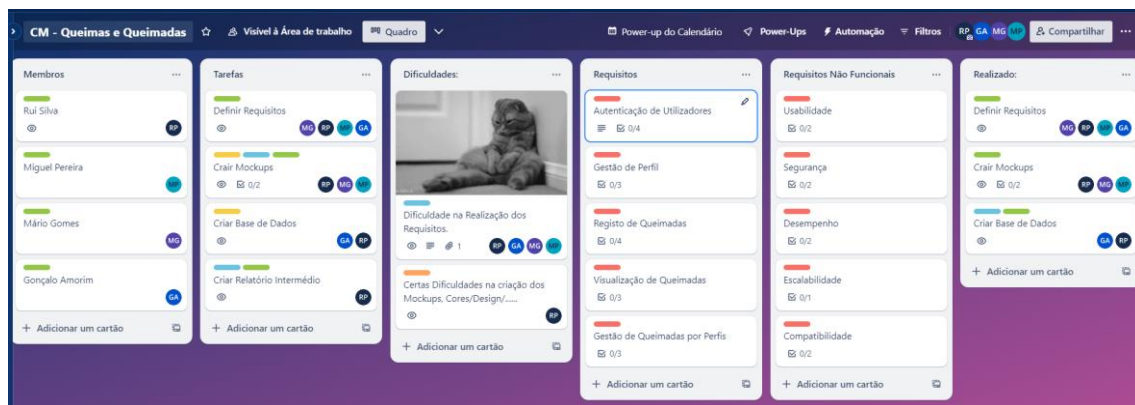 CM - Queimas e Queimadas
Visível à Área de trabalho
Quadro
Power-up do Calendário
Power-Ups
Automação
Filtros
RP GA MG MP
Compartilhar
Membros
Rui Silva
RP
Miguel Pereira
MP
Mário Gomes
MG
Gonçalo Amorim
GA
+ Adicionar um cartão
Tarefas
Definir Requisitos
MG RP MP GA
Crair Mockups
0/2 RP MG MP
Criar Base de Dados
GA RP
Criar Relatório Intermédio
RP
+ Adicionar um cartão
Dificuldades:
Dificuldade na Realização dos
Requisitos.
1 RP GA MG MP
Certas Dificuldades na criação dos
Mockups, Cores/Design/......
RP
+ Adicionar um cartão
Requisitos
Autenticação de Utilizadores
0/4
Gestão de Perfil
0/3
Registo de Queimadas
0/4
Visualização de Queimadas
0/3
Gestão de Queimadas por Perfis
0/3
+ Adicionar um cartão
Requisitos Não Funcionais
Usabilidade
0/2
Segurança
0/2
Desempenho
0/2
Escalabilidade
0/1
Compatibilidade
0/2
+ Adicionar um cartão
Realizado:
Definir Requisitos
MG RP MP GA
Crair Mockups
0/2 RP MG MP
Criar Base de Dados
GA RP
+ Adicionar um cartão